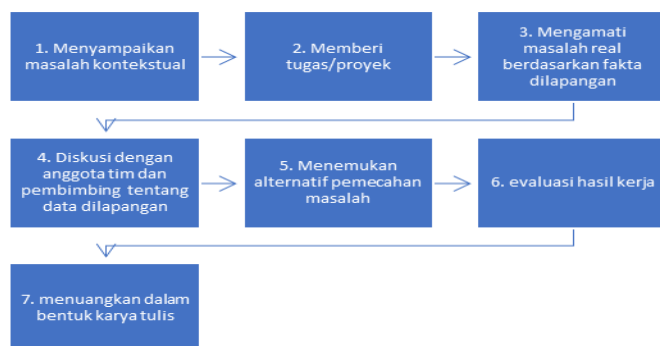 1. Menyampaikan
masalah kontekstual
2. Memberi
tugas/proyek
3. Mengamati
masalah real
berdasarkan fakta
dilapangan
4. Diskusi dengan
anggota tim dan
pembimbing tentang
data dilapangan
5. Menemukan
alternatif pemecahan
masalah
6. evaluasi hasil kerja
7. menuangkan dalam
bentuk karya tulis